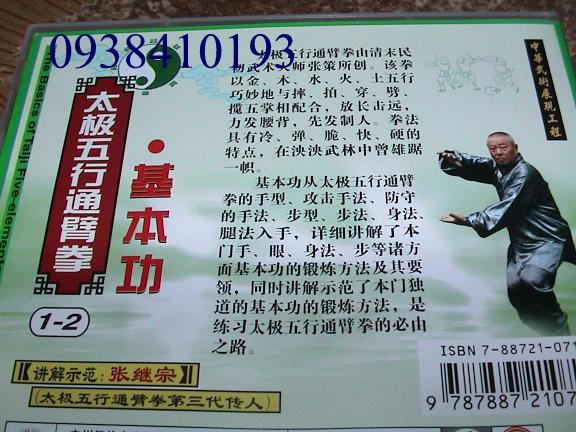 0938410193
太极五行通臂拳由清末民
初武术大师张策所创。该拳
以金、木、水、火、土五行
巧妙地与摔、拍、穿、劈、
攒五掌相配合，放长击远，
力发腰背，先发制人。拳法
具有冷、弹、脆、快、硬的
特点，在泱泱武林中曾雄踞
一帜。
基本功从太极五行通臂
拳的手型、攻击手法、防守
的手法、步型、步法、身法、
腿法入手，详细讲解了本
门手、眼、身法、步等诸方
面基本功的锻炼方法及其要
领，同时讲解示范了本门独
道的基本功的锻炼方法，是
练习太极五行通臂拳的必由
之路。
The Basics of Taiji Five-elements
太极五行通臂拳
•基本功
1-2
讲解示范：张继宗
(太极五行通臂拳第三代传人)
中華武術展現工程
ISBN 7-88721-071
9 787887 2107